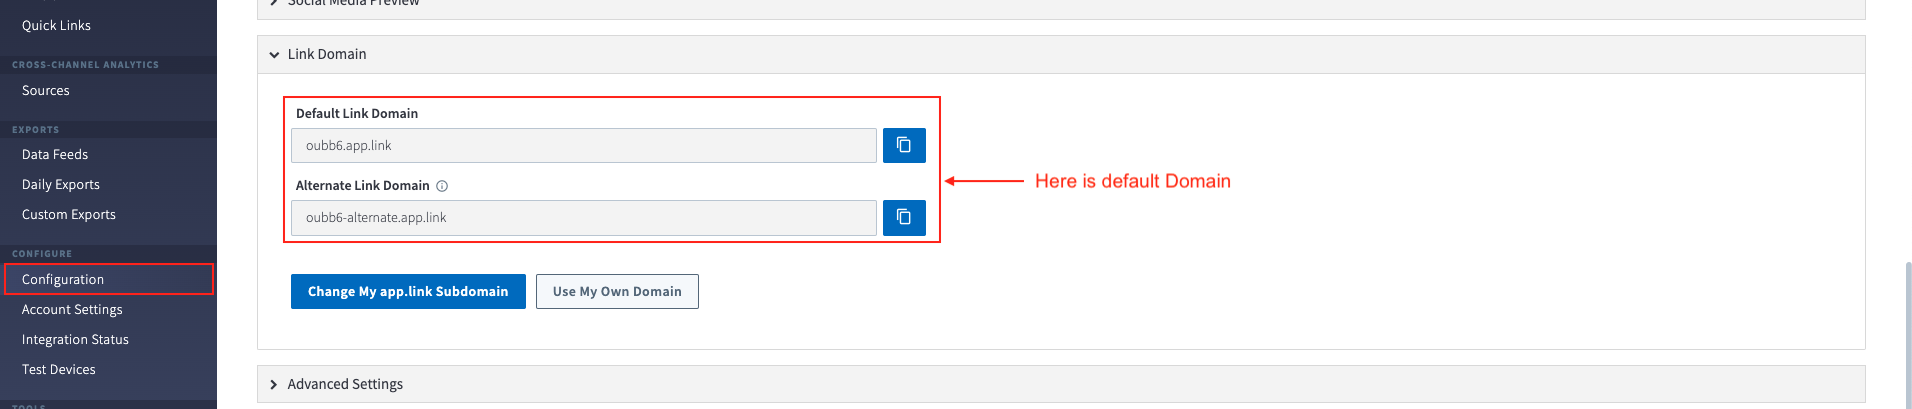 Quick Links
CROSS-CHANNEL ANALYTICS
Sources
EXPORTS
Data Feeds
Daily Exports
Custom Exports
CONFIGURE
Configuration
Account Settings
Integration Status
Test Devices
TOOLS
Social Media Preview
Link Domain
Default Link Domain
oubb6.app.link
Alternate Link Domain
oubb6-alternate.app.link
Here is default Domain
Change My app.link Subdomain
Use My Own Domain
Advanced Settings